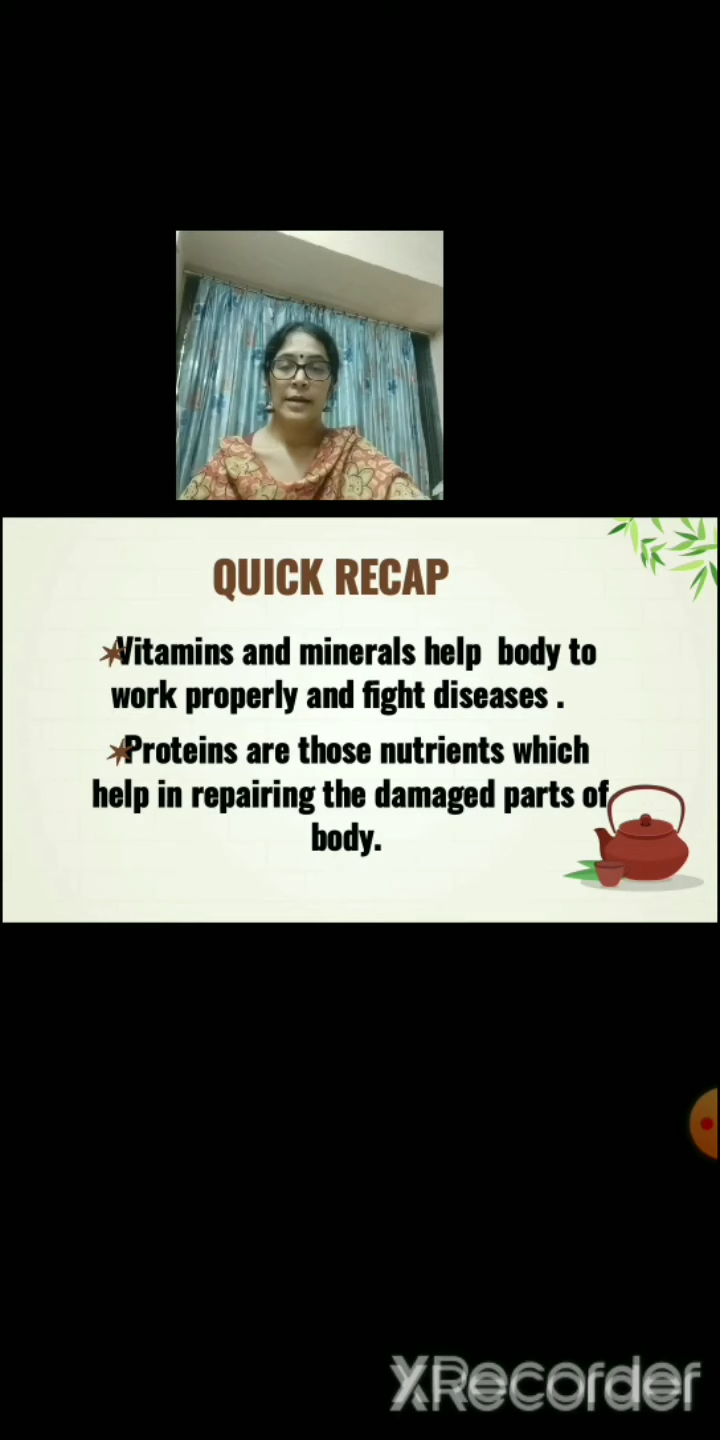 QUICK RECAP
Vitamins and minerals help body to
work properly and fight diseases .
Proteins are those nutrients which
help in repairing the damaged parts of
body.
XRecorder